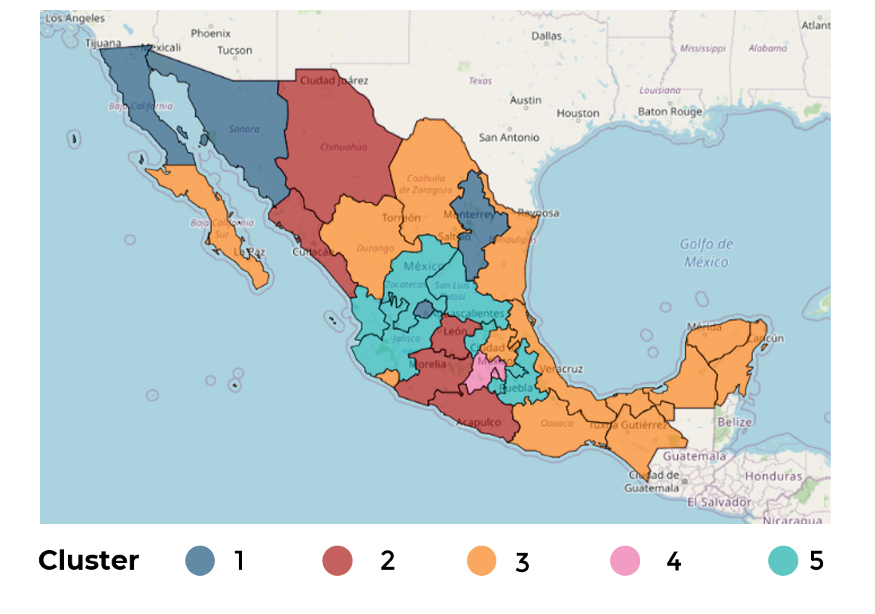 Los Angeles
Atlant
Phoenix
Dallas
Tijuana
Mexicali
Tucson
Mississippi
Alabama
Ciudad Juárez
Texas
Louisiana
Baja California
Austin
Baton Rouge
Houston
Sonora
San Antonio
Chihuahua
Coahuila
de Zaragoza
Baja California
Sur
Torreón
Monterrey
Reynosa
Saltillo
Tamaulipas
La Paz
Culiacán
Durango
Golfo de
México
México
Zacatecas
San Luis
Potosí
Aguascalientes
León
Mérida
Cancún
Jalisco
Ciudad
México
Morelia
Veracruz
Puebla
Acapulco
Oaxaca
Tuxtla Gutiérrez
Belize
Guatemala
Ciudad de
Guatemala
Honduras
El Salvador
Nicaragua
Cluster
1
2
3
4
5